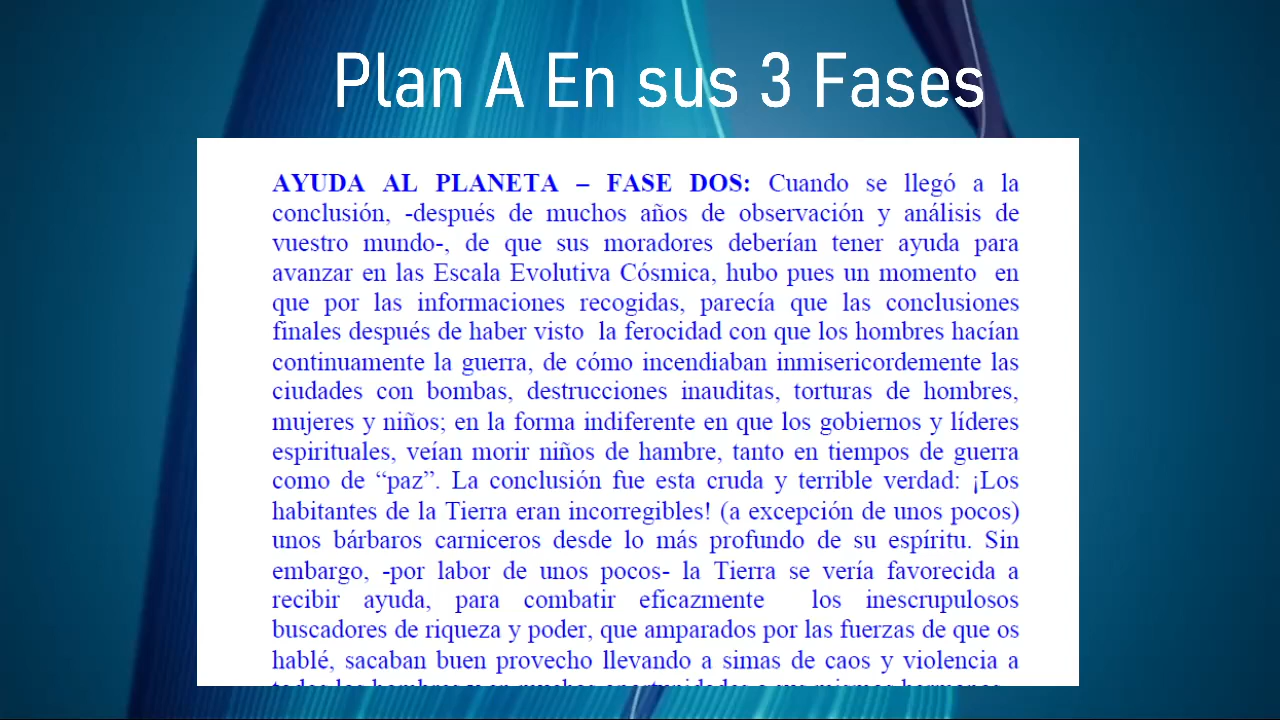 Plan A En sus 3 Fases
AYUDA AL PLANETA – FASE DOS: Cuando se llegó a la
conclusión, -después de muchos años de observación y análisis de
vuestro mundo-, de que sus moradores deberían tener ayuda para
avanzar en las Escala Evolutiva Cósmica, hubo pues un momento en
que por las informaciones recogidas, parecía que las conclusiones
finales después de haber visto la ferocidad con que los hombres hacían
continuamente la guerra, de cómo incendiaban inmisericordemente las
ciudades con bombas, destrucciones inauditas, torturas de hombres,
mujeres y niños; en la forma indiferente en que los gobiernos y líderes
espirituales, veían morir niños de hambre, tanto en tiempos de guerra
como de “paz”. La conclusión fue esta cruda y terrible verdad: ¡Los
habitantes de la Tierra eran incorregibles! (a excepción de unos pocos)
unos bárbaros carniceros desde lo más profundo de su espíritu. Sin
embargo, -por labor de unos pocos- la Tierra se vería favorecida a
recibir ayuda, para combatir eficazmente los inescrupulosos
buscadores de riqueza y poder, que amparados por las fuerzas de que os
hablé, sacaban buen provecho llevando a simas de caos y violencia a